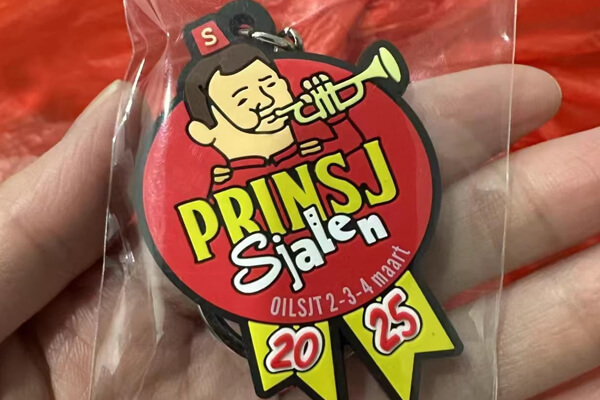 S
PRINSJ
Sjalen
OILSJT 2-3-4 maart
20 25